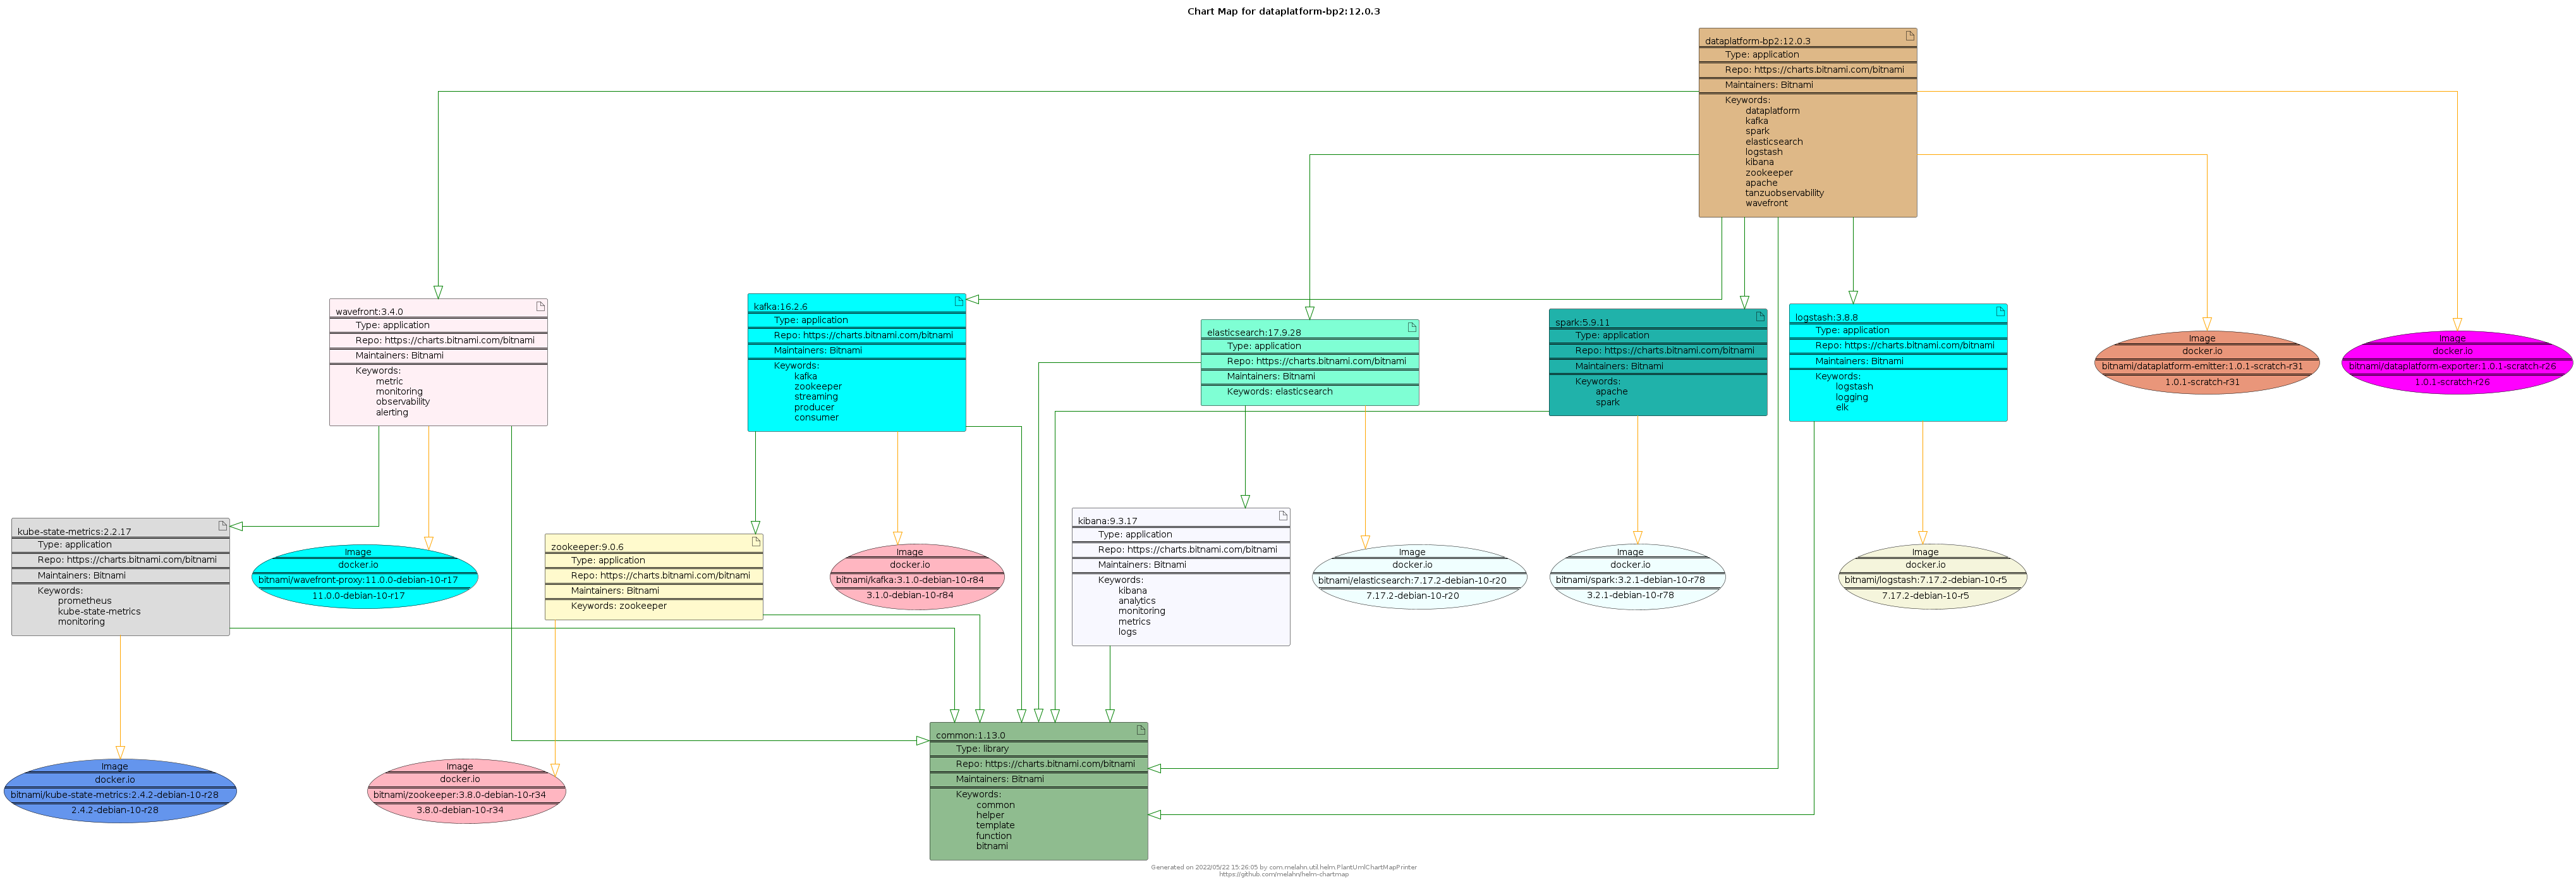 Chart Map for dataplatform-bp2:12.0.3
dataplatform-bp2:12.0.3
Type: application
Repo: https://charts.bitnami.com/bitnami
Maintainers: Bitnami
Keywords:
dataplatform
kafka
spark
elasticsearch
logstash
kibana
zookeeper
apache
tanzuobservability
wavefront
wavefront:3.4.0
Type: application
Repo: https://charts.bitnami.com/bitnami
Maintainers: Bitnami
Keywords:
metric
monitoring
observability
alerting
kafka:16.2.6
Type: application
Repo: https://charts.bitnami.com/bitnami
Maintainers: Bitnami
Keywords:
kafka
zookeeper
streaming
producer
consumer
elasticsearch:17.9.28
Type: application
Repo: https://charts.bitnami.com/bitnami
Maintainers: Bitnami
Keywords: elasticsearch
spark:5.9.11
Type: application
Repo: https://charts.bitnami.com/bitnami
Maintainers: Bitnami
Keywords:
apache
spark
logstash:3.8.8
Type: application
Repo: https://charts.bitnami.com/bitnami
Maintainers: Bitnami
Keywords:
logstash
logging
elk
Image
docker.io
bitnami/dataplatform-emitter:1.0.1-scratch-r31
1.0.1-scratch-r31
Image
docker.io
bitnami/dataplatform-exporter:1.0.1-scratch-r26
1.0.1-scratch-r26
kube-state-metrics:2.2.17
Type: application
Repo: https://charts.bitnami.com/bitnami
Maintainers: Bitnami
Keywords:
prometheus
kube-state-metrics
monitoring
Image
docker.io
bitnami/wavefront-proxy:11.0.0-debian-10-r17
11.0.0-debian-10-r17
zookeeper:9.0.6
Type: application
Repo: https://charts.bitnami.com/bitnami
Maintainers: Bitnami
Keywords: zookeeper
Image
docker.io
bitnami/kafka:3.1.0-debian-10-r84
3.1.0-debian-10-r84
kibana:9.3.17
Type: application
Repo: https://charts.bitnami.com/bitnami
Maintainers: Bitnami
Keywords:
kibana
analytics
monitoring
metrics
logs
Image
docker.io
bitnami/elasticsearch:7.17.2-debian-10-r20
7.17.2-debian-10-r20
Image
docker.io
bitnami/spark:3.2.1-debian-10-r78
3.2.1-debian-10-r78
Image
docker.io
bitnami/logstash:7.17.2-debian-10-r5
7.17.2-debian-10-r5
Image
docker.io
bitnami/kube-state-metrics:2.4.2-debian-10-r28
2.4.2-debian-10-r28
Image
docker.io
bitnami/zookeeper:3.8.0-debian-10-r34
3.8.0-debian-10-r34
common:1.13.0
Type: library
Repo: https://charts.bitnami.com/bitnami
Maintainers: Bitnami
Keywords:
common
helper
template
function
bitnami
Generated on 2022/05/22 15:26:05 by com.melahn.util.helm.PlantUmlChartMapPrinter
https://github.com/melahn/helm-chartmap